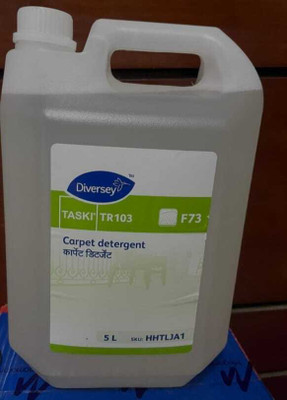 Diversey
TASKI TR103 F73
Carpet detergent
कार्पेट डिटर्जेंट
5 L SKU: HHTLJA1